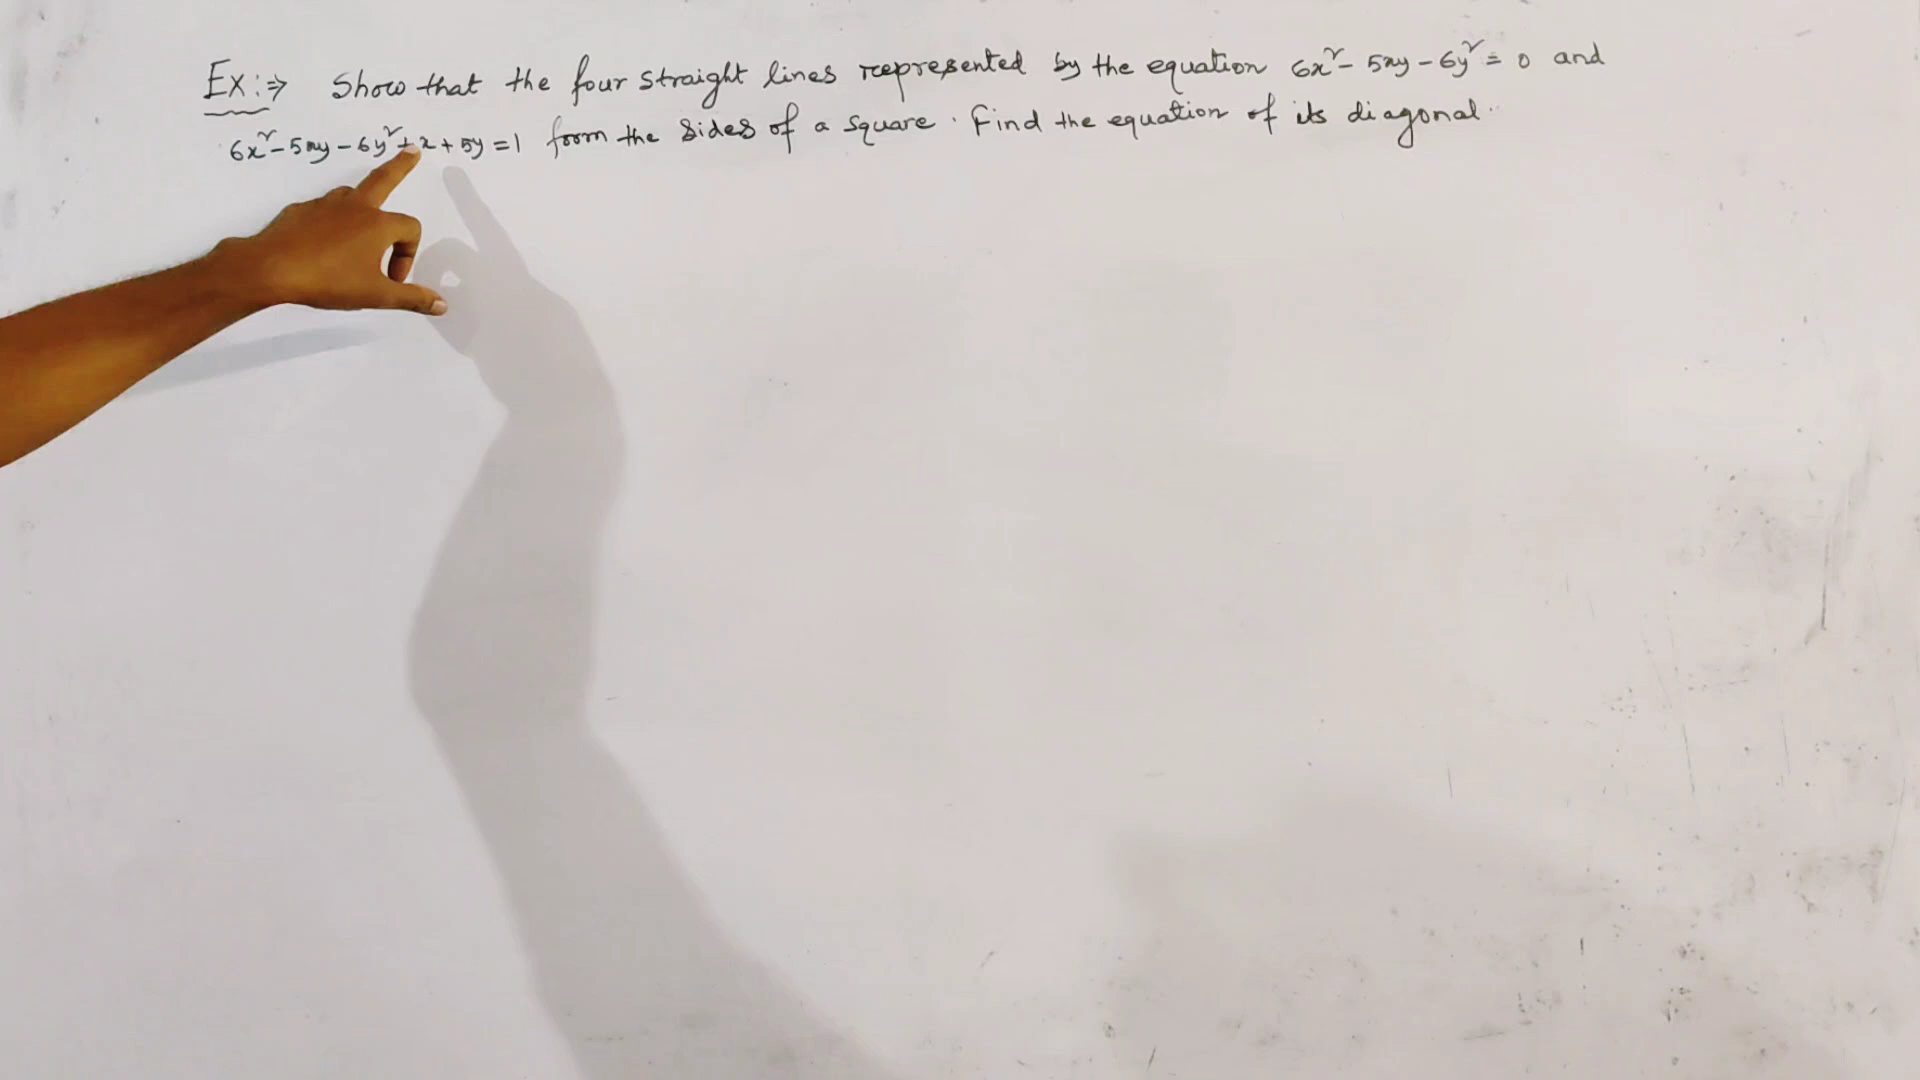 Ex:⇒ Show that the four straight lines represented by the equation 6x² - 5xy - 6y² = 0 and
6x² - 5xy - 6y² + x + 5y = 1 form the sides of a square. Find the equation of its diagonal.